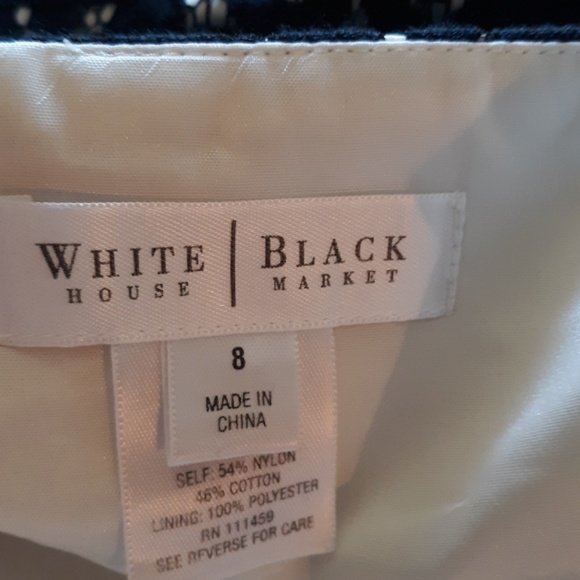 WHITE | BLACK
HOUSE MARKET
8
MADE IN
CHINA
SELF: 54% NYLON
46% COTTON
LINING: 100% POLYESTER
RN 111459
SEE REVERSE FOR CARE